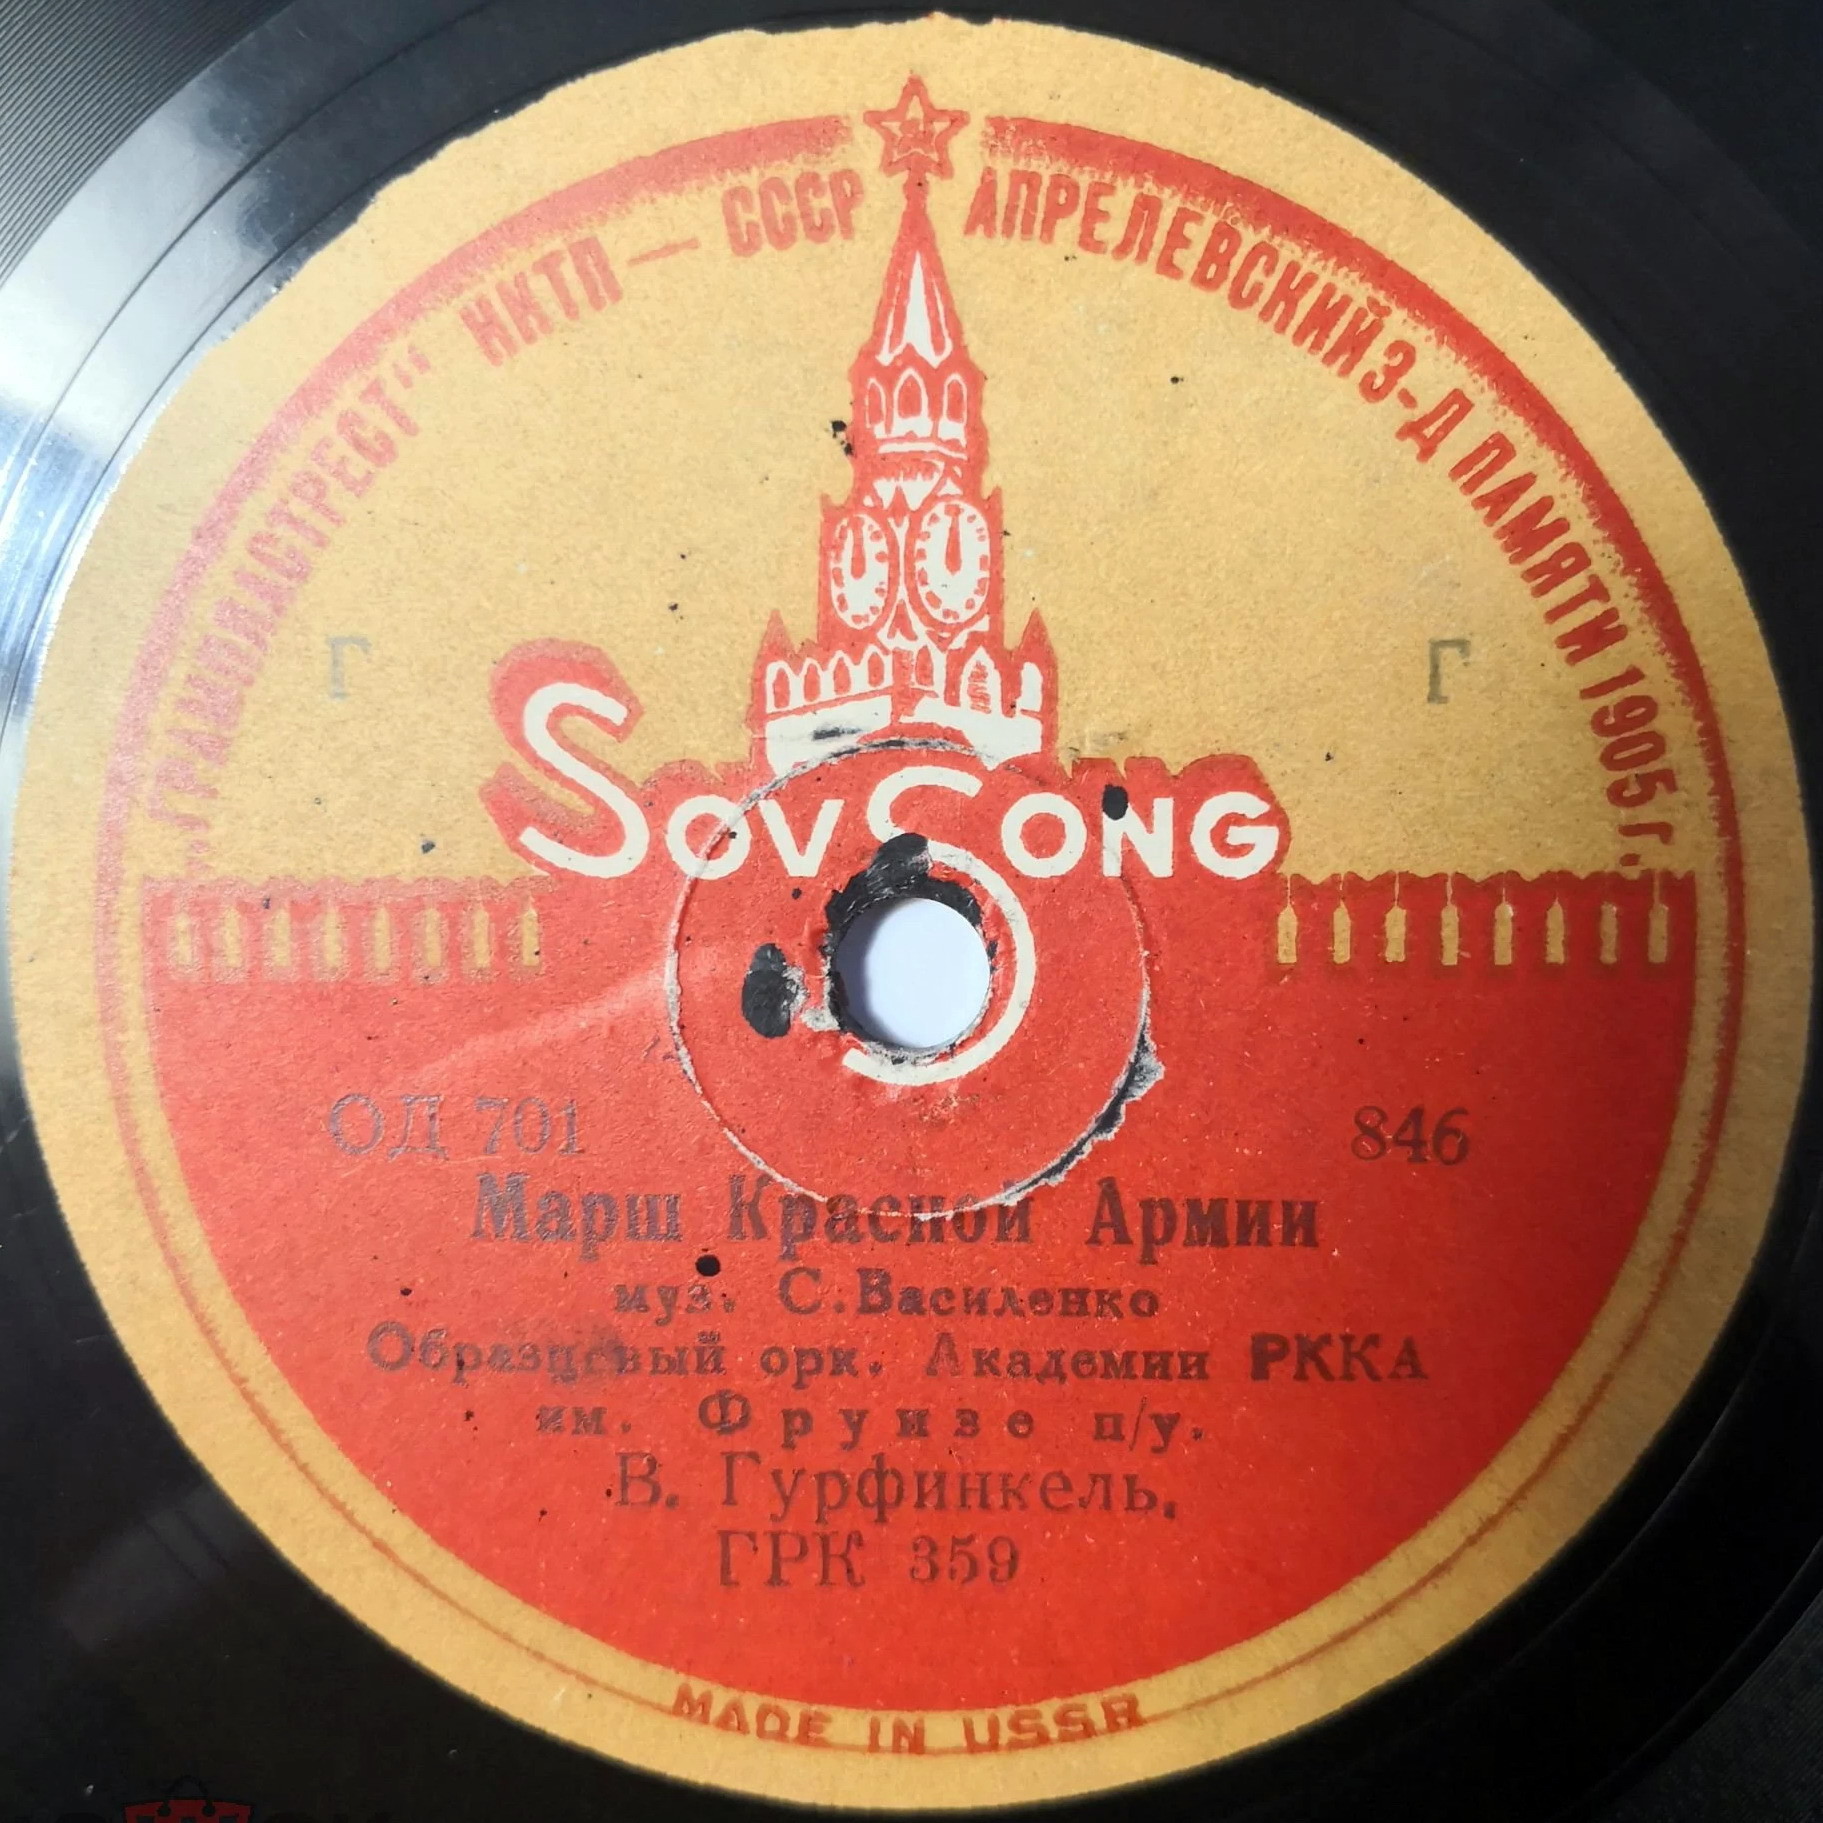 „ГРАМПЛАСТРЕСТ“ НКТП — СССР АПРЕЛЕВСКИЙ З-Д ПАМЯТИ 1905 г.
Г Г
SovSong
ОД 701 846
Марш Красной Армии
муз. С. Василенко
Образцовый орк. Академии РККА
им. Фрунзе п/у.
В. Гурфинкель.
ГРК 359
MADE IN USSR